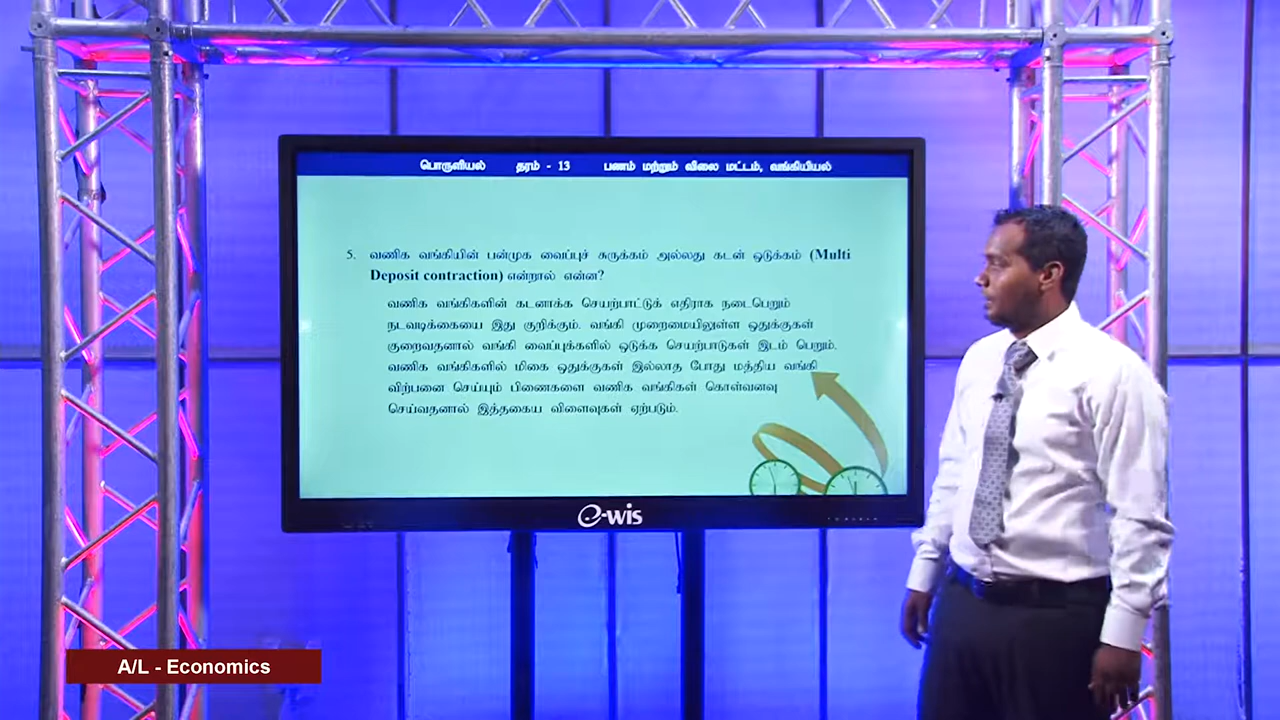 பொருளியல் தரம் - 13 பணம் மற்றும் விலை மட்டம், வங்கியியல்
5. வணிக வங்கியின் பன்முக வைப்புச் சுருக்கம் அல்லது கடன் ஒடுக்கம் (Multi
Deposit contraction) என்றால் என்ன?
வணிக வங்கிகளின் கடனாக்க செயற்பாட்டுக் எதிராக நடைபெறும்
நடவடிக்கையை இது குறிக்கும். வங்கி முறைமையிலுள்ள ஒதுக்குகள்
குறைவதனால் வங்கி வைப்புக்களில் ஒடுக்க செயற்பாடுகள் இடம் பெறும்.
வணிக வங்கிகளில் மிகை ஒதுக்குகள் இல்லாத போது மத்திய வங்கி
விற்பனை செய்யும் பிணைகளை வணிக வங்கிகள் கொள்வனவு
செய்வதனால் இத்தகைய விளைவுகள் ஏற்படும்.
e-wis
A/L - Economics